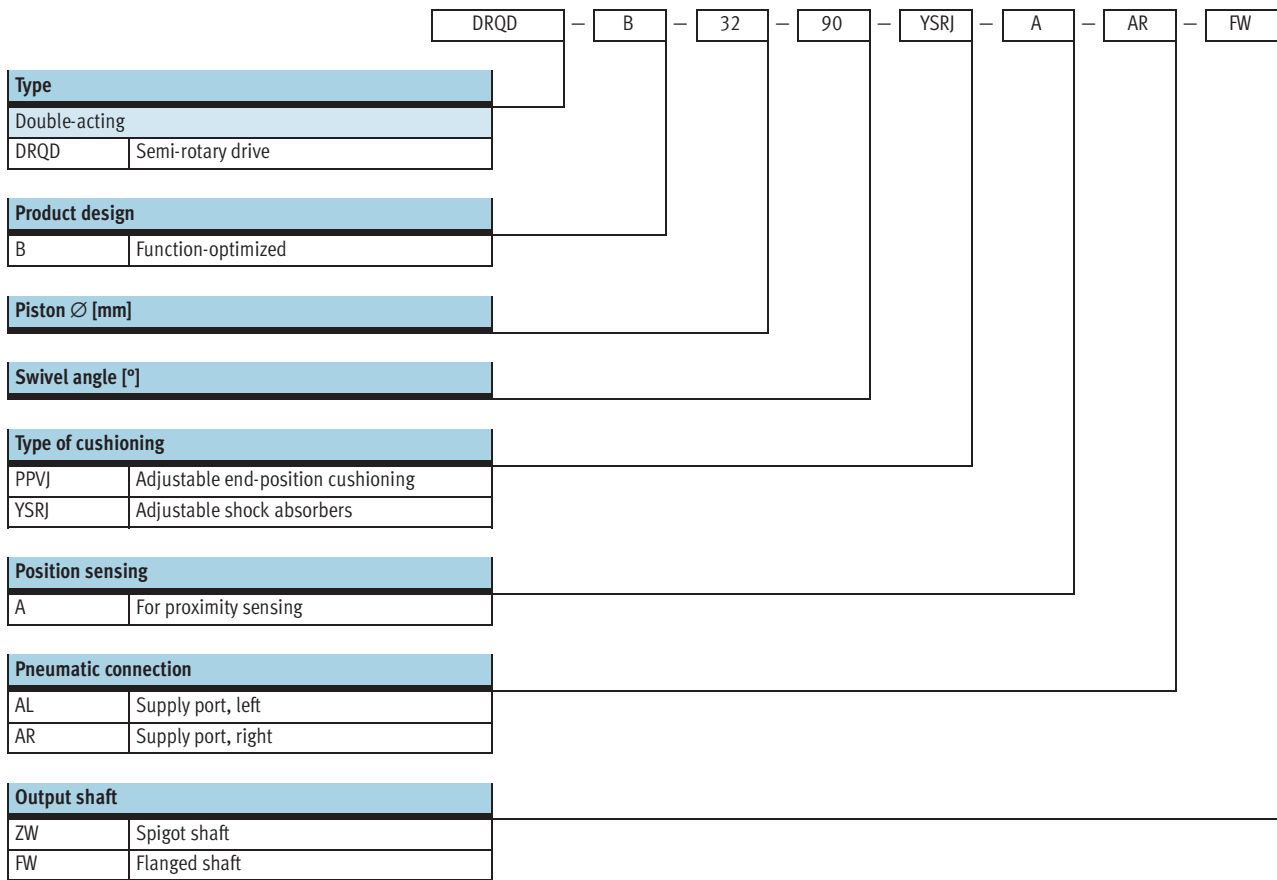 DRQD – B – 32 – 90 – YSRJ – A – AR – FW
Type
Double-acting
DRQD Semi-rotary drive
Product design
B Function-optimized
Piston ∅ [mm]
Swivel angle [°]
Type of cushioning
PPVJ Adjustable end-position cushioning
YSRJ Adjustable shock absorbers
Position sensing
A For proximity sensing
Pneumatic connection
AL Supply port, left
AR Supply port, right
Output shaft
ZW Spigot shaft
FW Flanged shaft